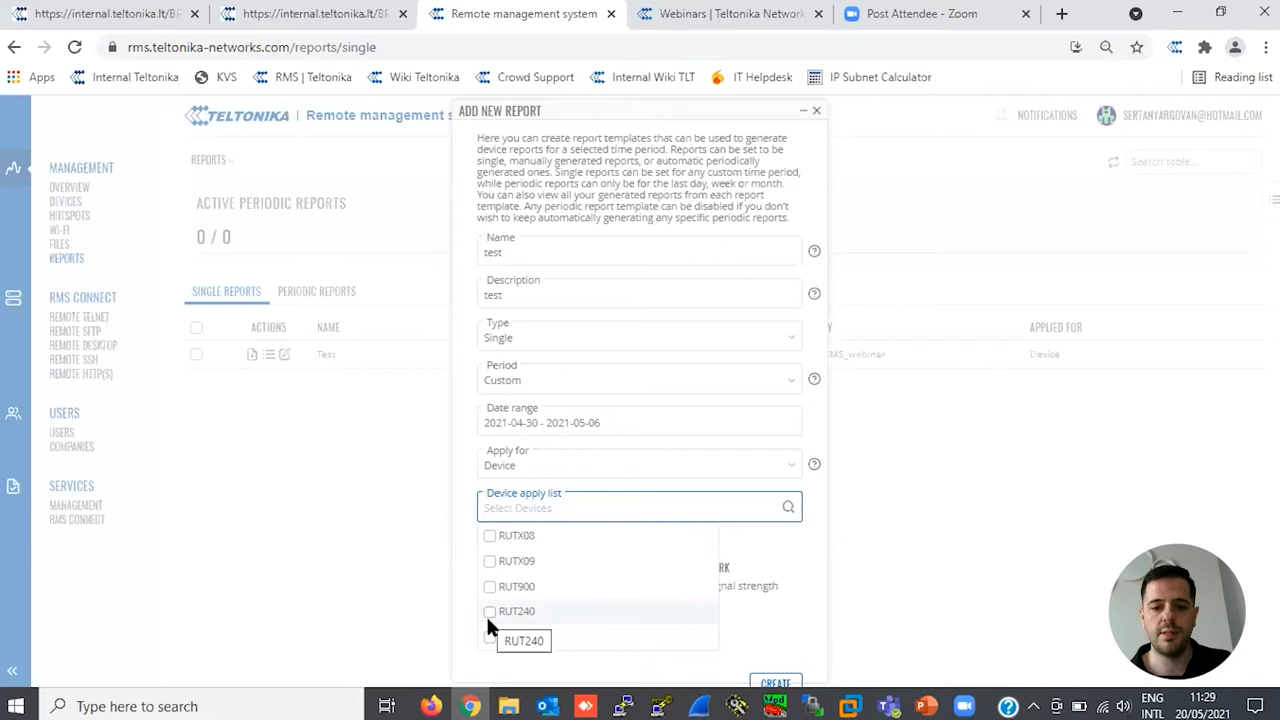 https://internal.teltonika.lt/BF
https://internal.teltonika.lt/BF
Remote management system
Webinars | Teltonika Network
Post Attendee - Zoom
rms.teltonika-networks.com/reports/single
Apps
Internal Teltonika
KVS
RMS | Teltonika
Wiki Teltonika
Crowd Support
Internal Wiki TLT
IT Helpdesk
IP Subnet Calculator
Reading list
TELTONIKA
Remote management s
NOTIFICATIONS
SERTANYARGOVAN@HOTMAIL.COM
MANAGEMENT
OVERVIEW
DEVICES
HOTSPOTS
WI-FI
FILES
REPORTS
RMS CONNECT
REMOTE TELNET
REMOTE SFTP
REMOTE DESKTOP
REMOTE SSH
REMOTE HTTP(S)
USERS
USERS
COMPANIES
SERVICES
MANAGEMENT
RMS CONNECT
REPORTS
Search table...
ACTIVE PERIODIC REPORTS
0 / 0
SINGLE REPORTS
PERIODIC REPORTS
ACTIONS
NAME
Y
APPLIED FOR
Test
MS_webinar
Device
ADD NEW REPORT
Here you can create report templates that can be used to generate
device reports for a selected time period. Reports can be set to be
single, manually generated reports, or automatic periodically
generated ones. Single reports can be set for any custom time period,
while periodic reports can only be for the last day, week or month.
You can also view all your generated reports from each report
template. Any periodic report template can be disabled if you don't
wish to keep automatically generating any specific periodic reports.
Name
test
Description
test
Type
Single
Period
Custom
Date range
2021-04-30 - 2021-05-06
Apply for
Device
Device apply list
Select Devices
RUTX08
RUTX09
RUT900
RUT240
RUT240
RK
nal strength
CREATE
Type here to search
ENG
INTL
11:29
20/05/2021